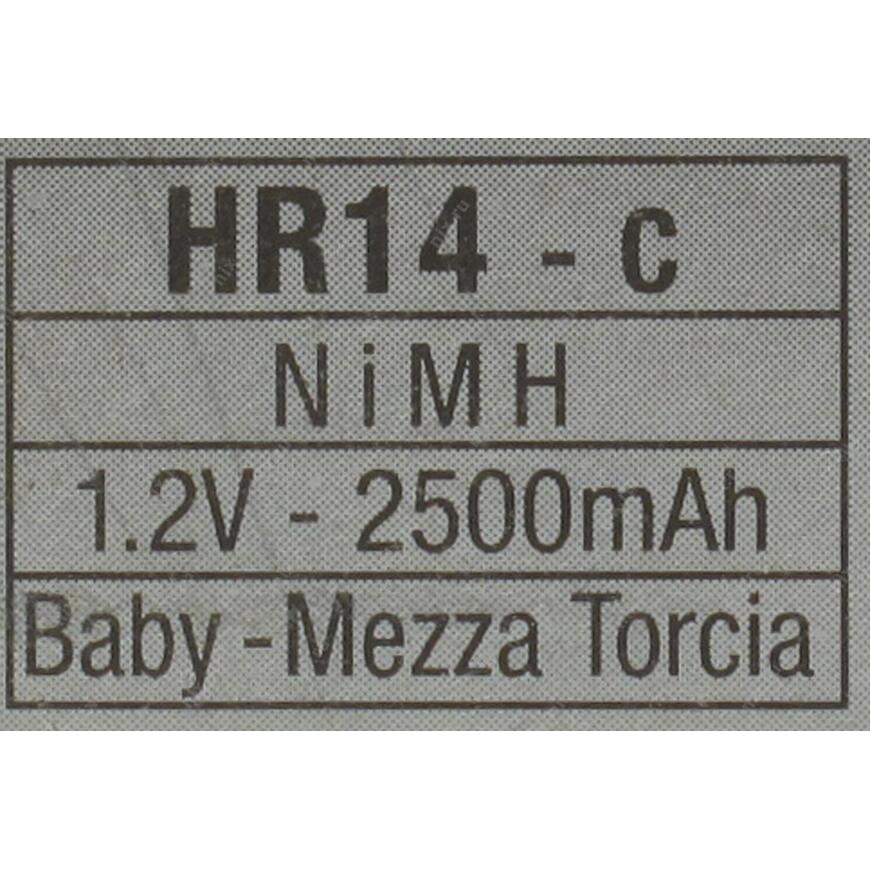 HR14 - c
NiMH
1.2V - 2500mAh
Baby - Mezza Torcia